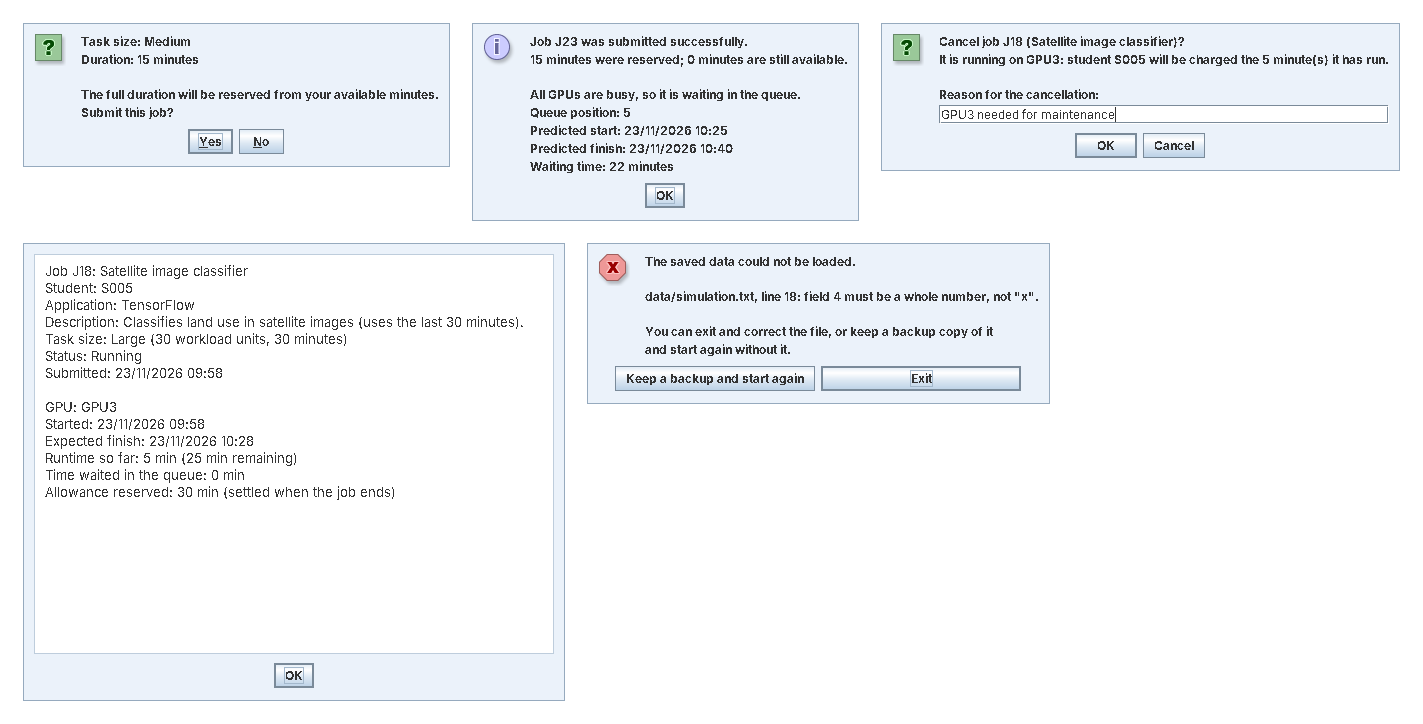 ?
Task size: Medium
Duration: 15 minutes
The full duration will be reserved from your available minutes.
Submit this job?
Yes
No
i
Job J23 was submitted successfully.
15 minutes were reserved; 0 minutes are still available.
All GPUs are busy, so it is waiting in the queue.
Queue position: 5
Predicted start: 23/11/2026 10:25
Predicted finish: 23/11/2026 10:40
Waiting time: 22 minutes
OK
?
Cancel job J18 (Satellite image classifier)?
It is running on GPU3: student S005 will be charged the 5 minute(s) it has run.
Reason for the cancellation:
GPU3 needed for maintenance
OK
Cancel
Job J18: Satellite image classifier
Student: S005
Application: TensorFlow
Description: Classifies land use in satellite images (uses the last 30 minutes).
Task size: Large (30 workload units, 30 minutes)
Status: Running
Submitted: 23/11/2026 09:58
GPU: GPU3
Started: 23/11/2026 09:58
Expected finish: 23/11/2026 10:28
Runtime so far: 5 min (25 min remaining)
Time waited in the queue: 0 min
Allowance reserved: 30 min (settled when the job ends)
OK
X
The saved data could not be loaded.
data/simulation.txt, line 18: field 4 must be a whole number, not "x".
You can exit and correct the file, or keep a backup copy of it
and start again without it.
Keep a backup and start again
Exit